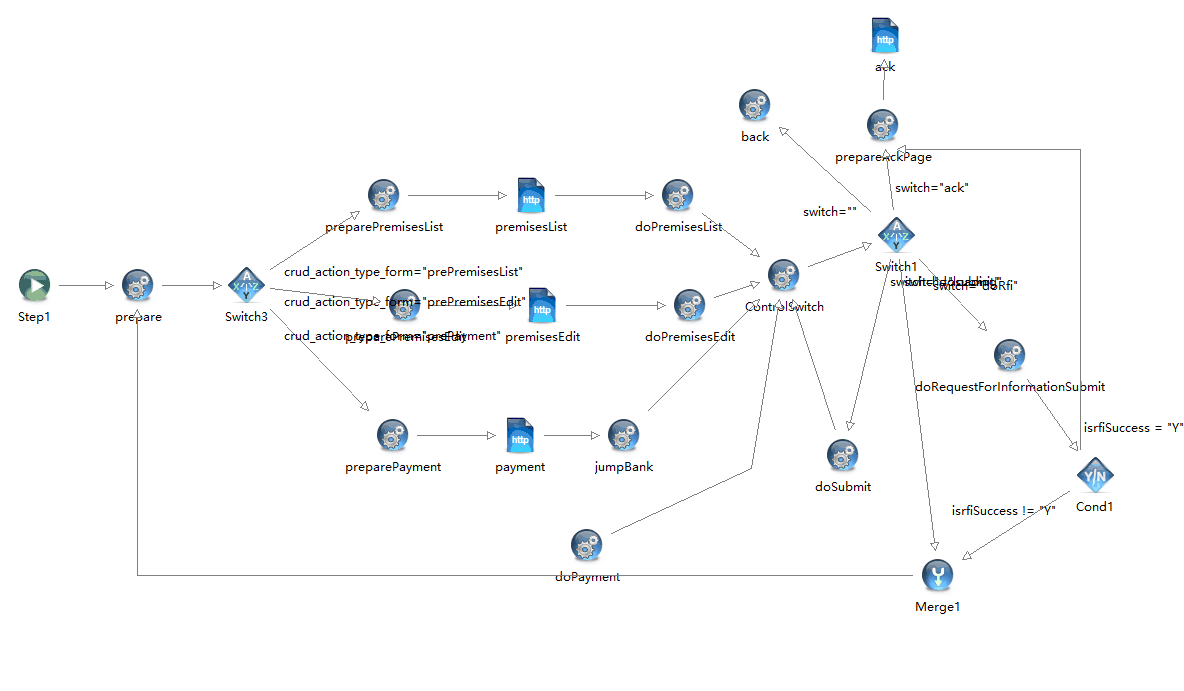 http
ack
back
prepareAckPage
switch="ack"
switch=""
preparePremisesList
http
premisesList
doPremisesList
A
X
Z
Y
Switch1
Step1
prepare
A
X
Z
Y
Switch3
crud_action_type_form="prePremisesList"
ControlSwitch
switch="doRfi"
crud_action_type_form="prePremisesEdit"
preparePremisesEdit
http
premisesEdit
doPremisesEdit
crud_action_type_form="prePayment"
doRequestForInformationSubmit
isrfiSuccess = "Y"
preparePayment
http
payment
jumpBank
doSubmit
Y/N
Cond1
isrfiSuccess != "Y"
doPayment
Merge1